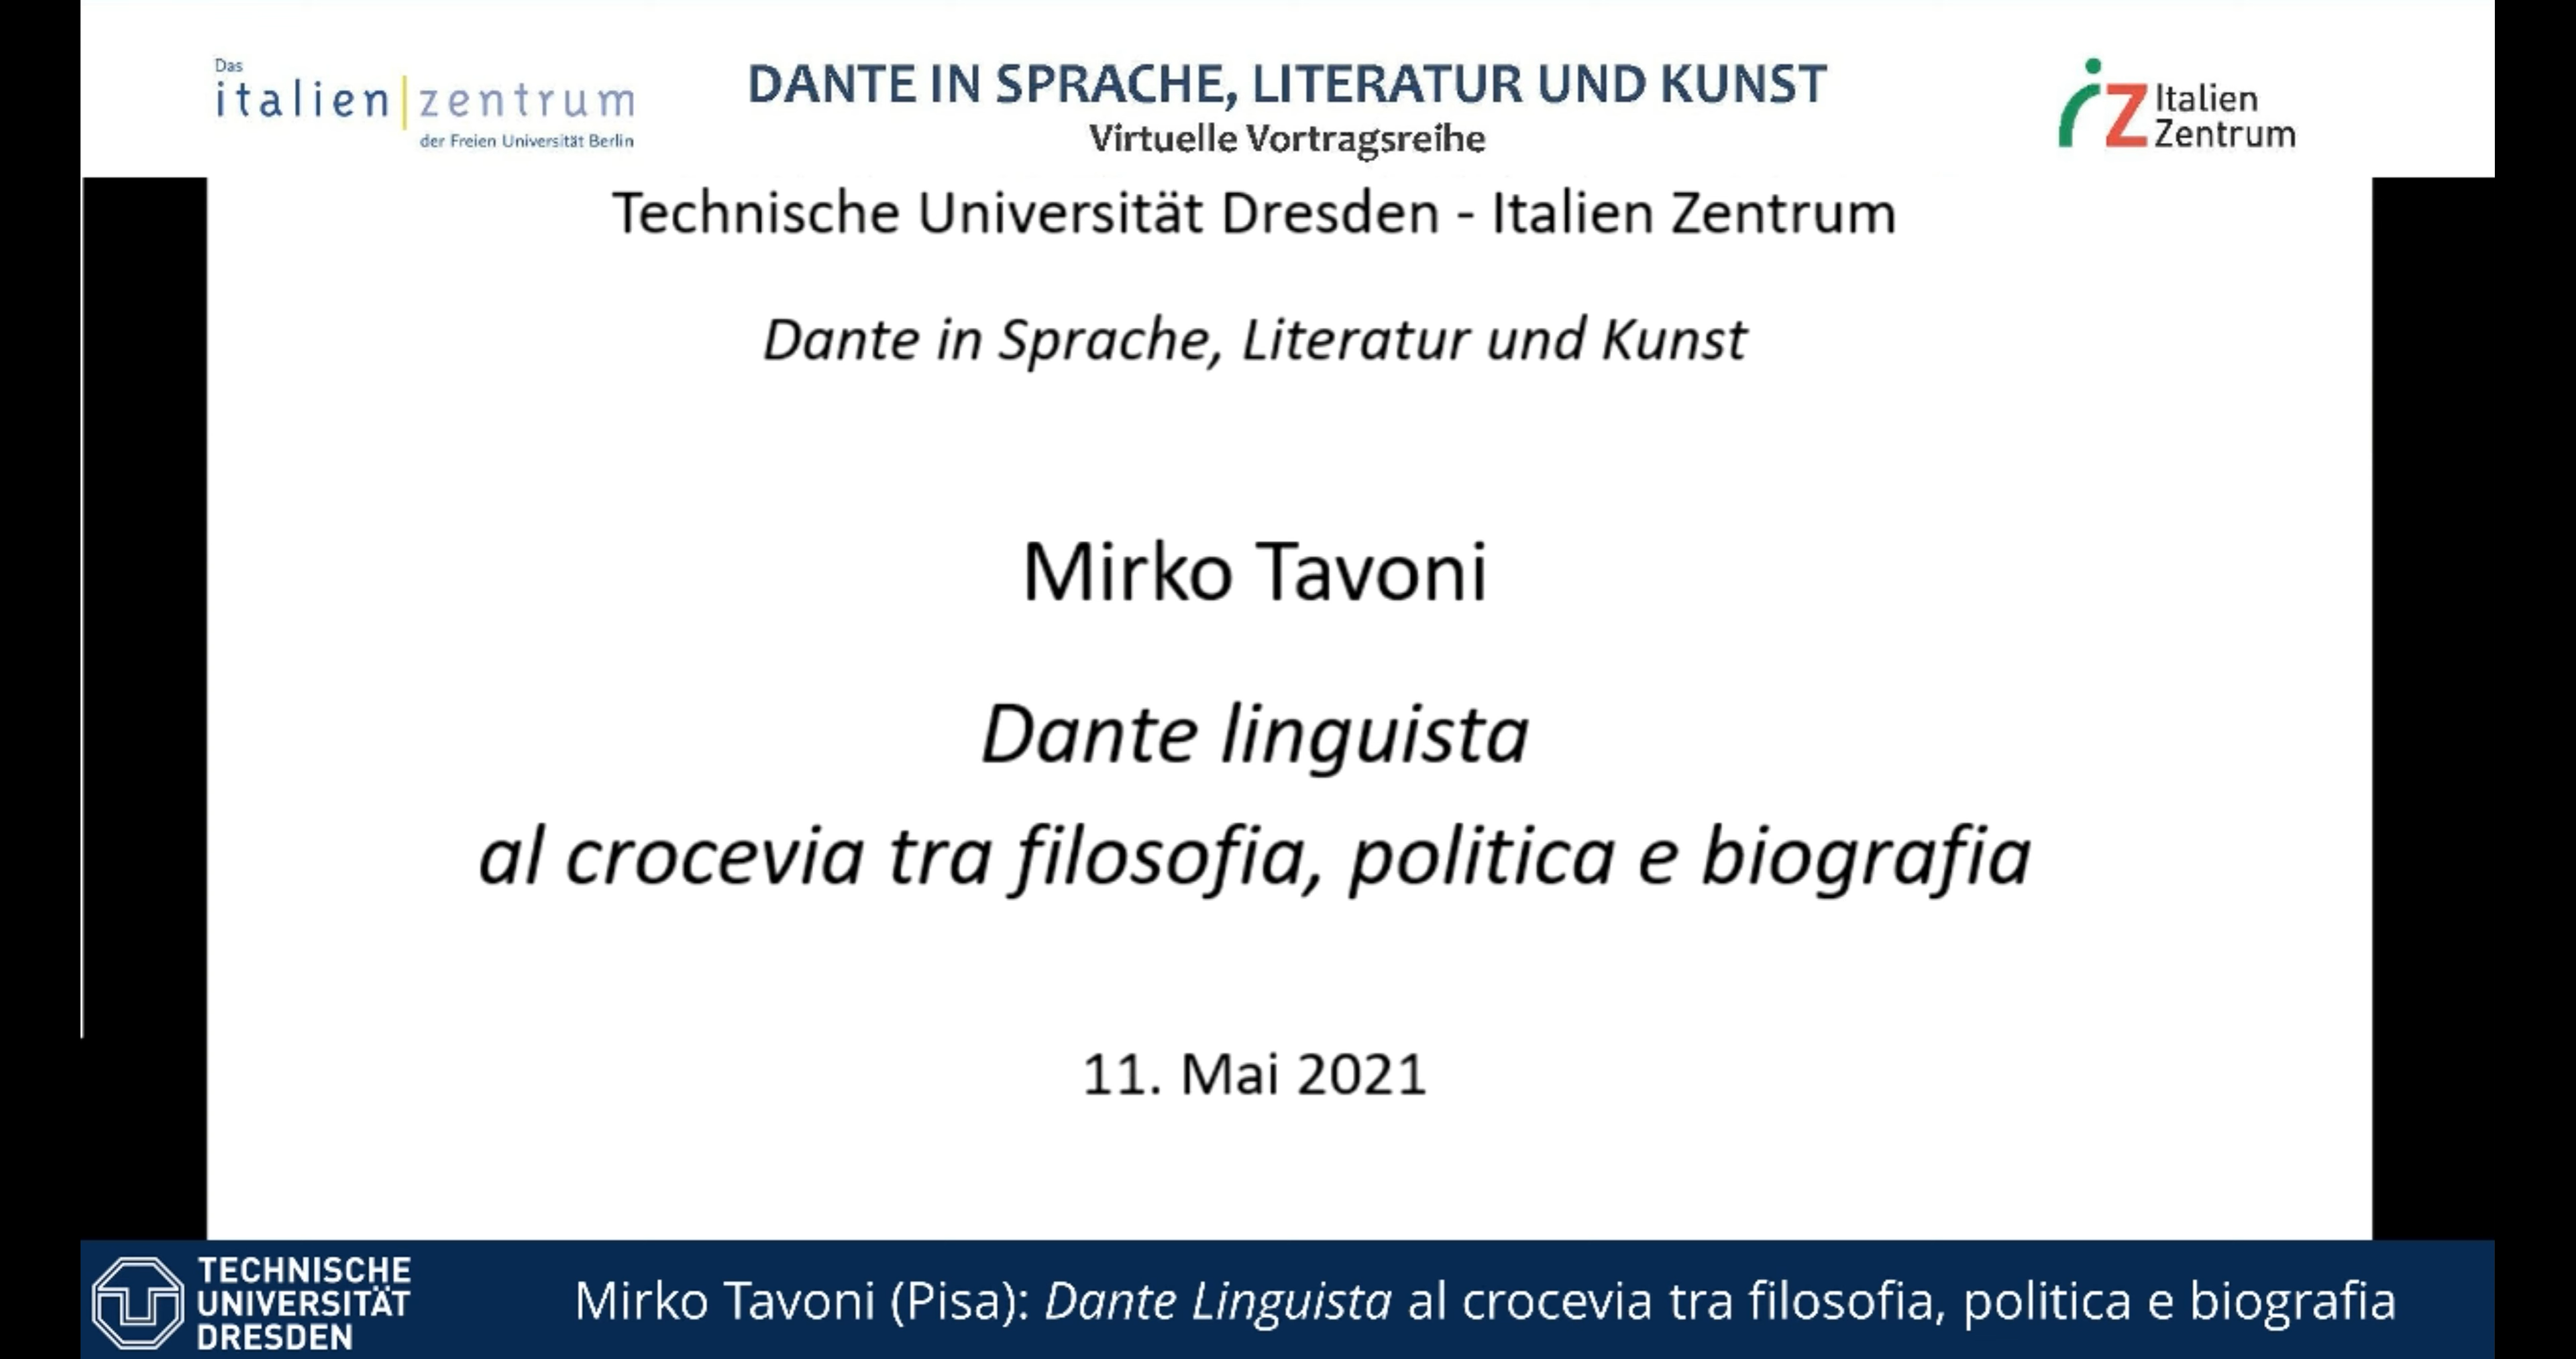 Das
italien|zentrum
der Freien Universität Berlin
DANTE IN SPRACHE, LITERATUR UND KUNST
Virtuelle Vortragsreihe
iZ Italien
Zentrum
Technische Universität Dresden - Italien Zentrum
Dante in Sprache, Literatur und Kunst
Mirko Tavoni
Dante linguista
al crocevia tra filosofia, politica e biografia
11. Mai 2021
TECHNISCHE
UNIVERSITÄT
DRESDEN
Mirko Tavoni (Pisa): Dante Linguista al crocevia tra filosofia, politica e biografia